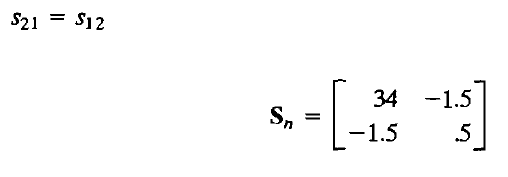 s21 = s12
Sn = [ 34 -1.5
-1.5 .5 ]